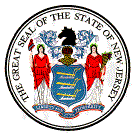 THE GREAT SEAL OF THE STATE OF NEW JERSEY